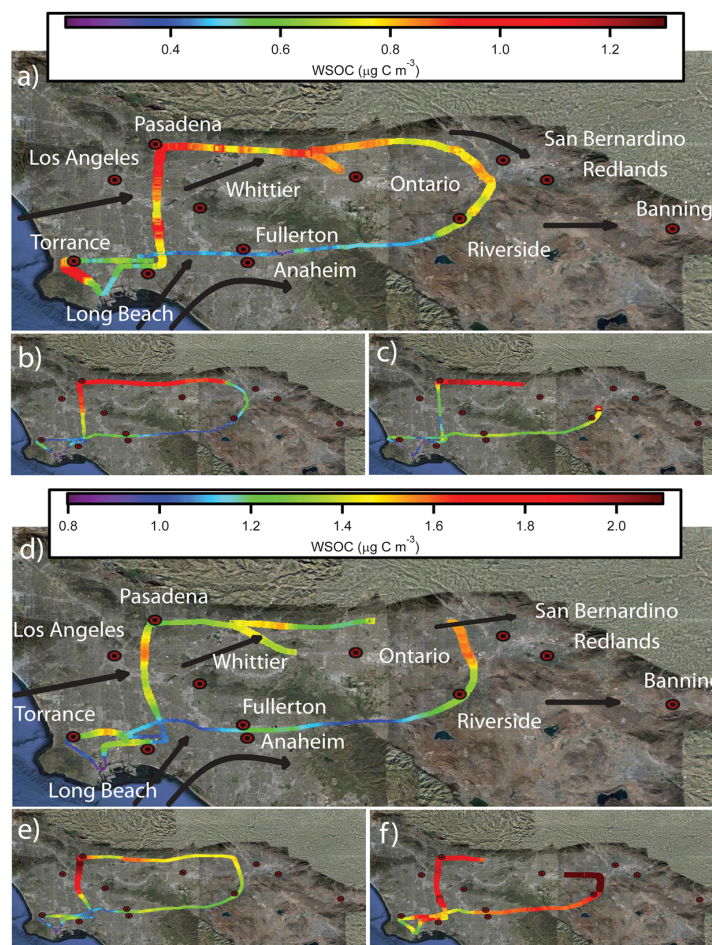 0.4 0.6 0.8 1.0 1.2
WSOC (μg C m⁻³)
a)
Pasadena
San Bernardino
Los Angeles
Redlands
Whittier
Ontario
Banning
Torrance
Fullerton
Riverside
Anaheim
Long Beach
b)
c)
0.8 1.0 1.2 1.4 1.6 1.8 2.0
WSOC (μg C m⁻³)
d)
Pasadena
San Bernardino
Los Angeles
Redlands
Whittier
Ontario
Banning
Torrance
Fullerton
Riverside
Anaheim
Long Beach
e)
f)